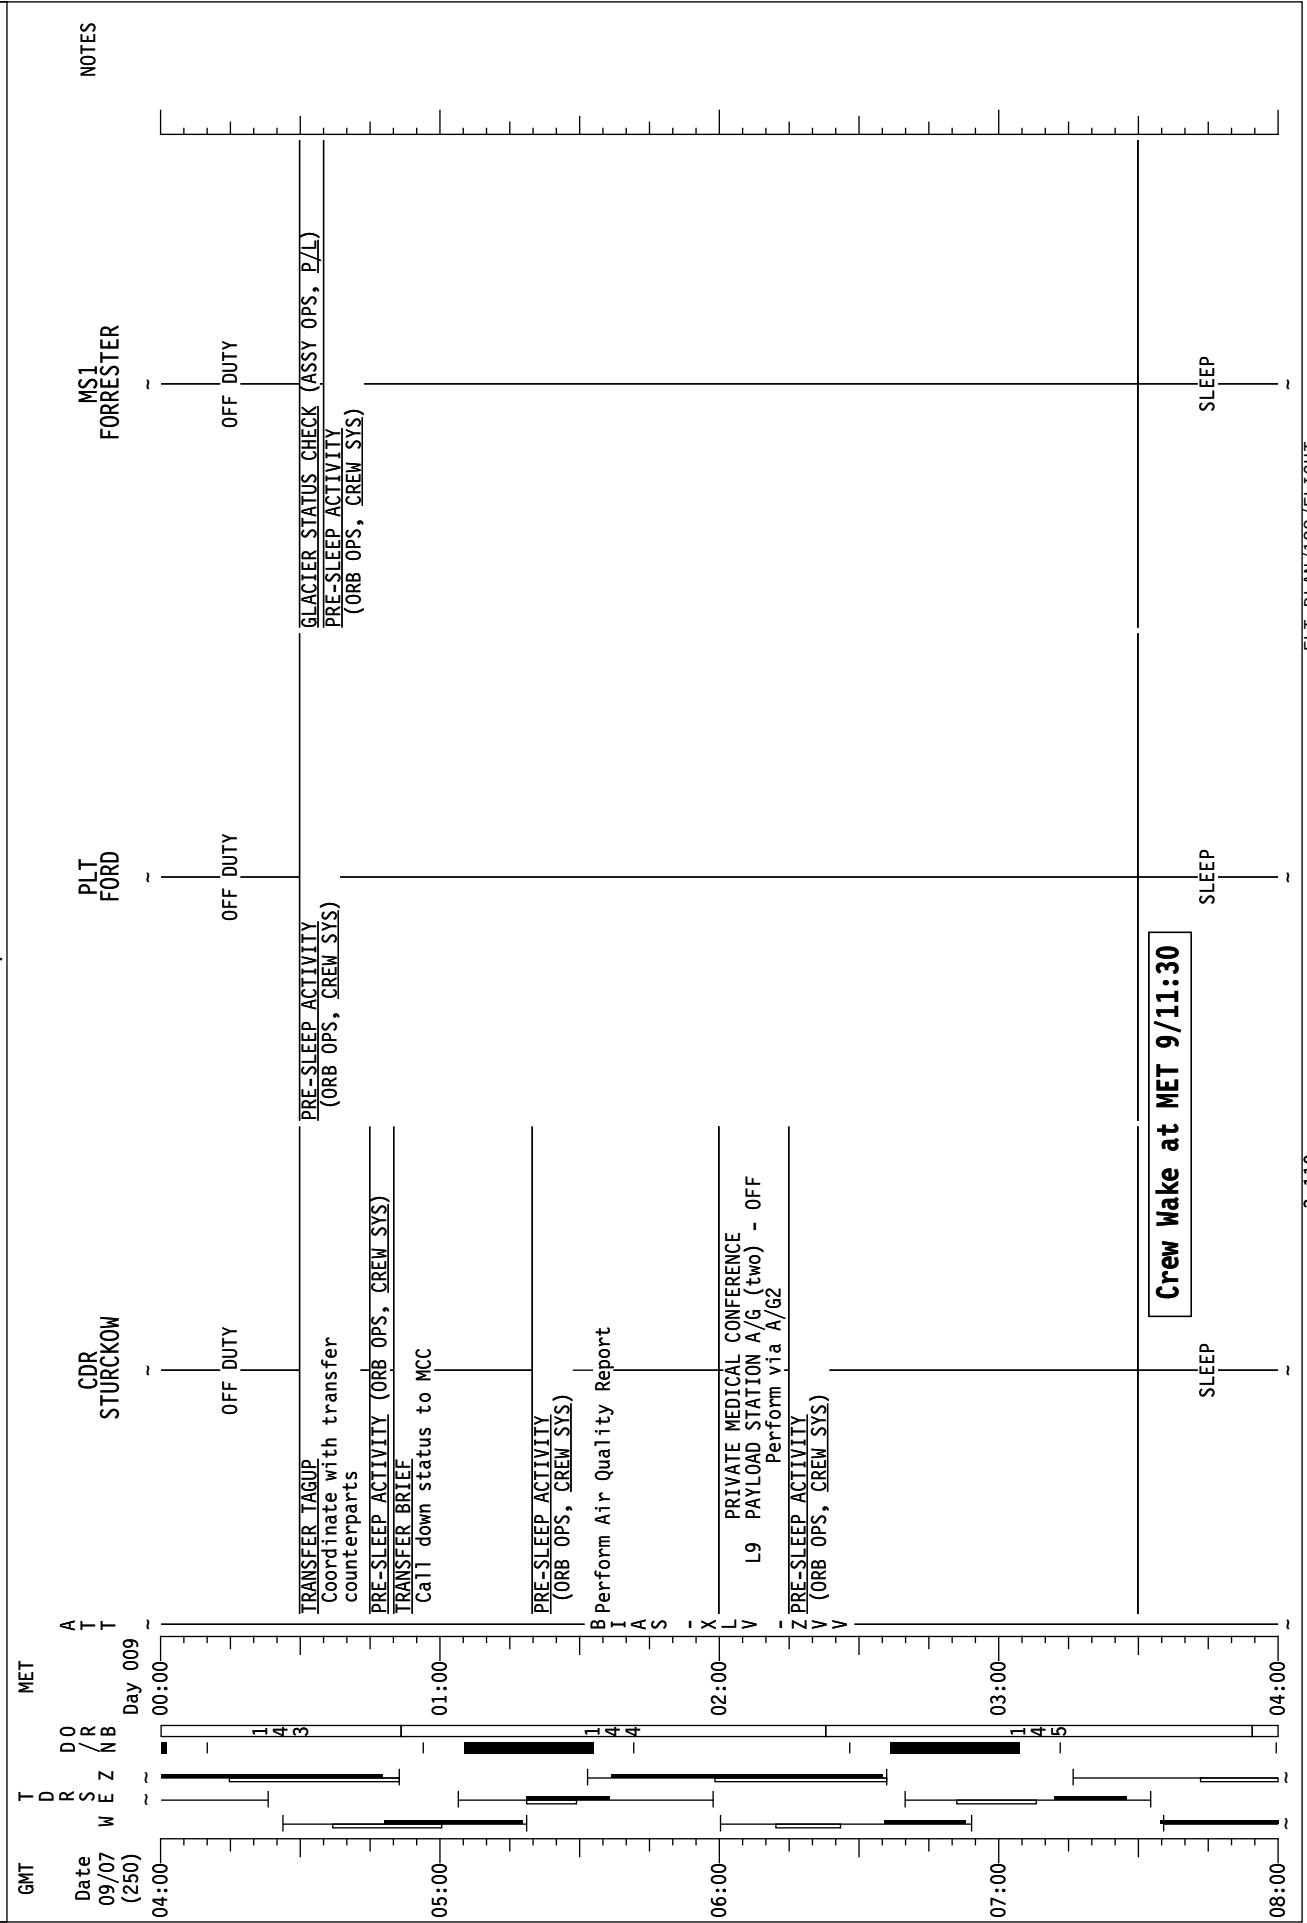 GMT
Date
09/07
(250)
04:00
05:00
06:00
07:00
08:00
T
D
R
S
W E Z
D O
/ R
N B
143
144
145
MET
Day 009
00:00
01:00
02:00
03:00
04:00
A
T
T
~
BIAS -XLV -ZVV
~
CDR
STURCKOW
~
OFF DUTY
TRANSFER TAGUP
Coordinate with transfer
counterparts
PRE-SLEEP ACTIVITY (ORB OPS, CREW SYS)
TRANSFER BRIEF
Call down status to MCC
PRE-SLEEP ACTIVITY
(ORB OPS, CREW SYS)
Perform Air Quality Report
PRIVATE MEDICAL CONFERENCE
L9 PAYLOAD STATION A/G (two) - OFF
Perform via A/G2
PRE-SLEEP ACTIVITY
(ORB OPS, CREW SYS)
SLEEP
~
Crew Wake at MET 9/11:30
PLT
FORD
~
OFF DUTY
PRE-SLEEP ACTIVITY
(ORB OPS, CREW SYS)
SLEEP
~
MS1
FORRESTER
~
OFF DUTY
GLACIER STATUS CHECK (ASSY OPS, P/L)
PRE-SLEEP ACTIVITY
(ORB OPS, CREW SYS)
SLEEP
~
NOTES